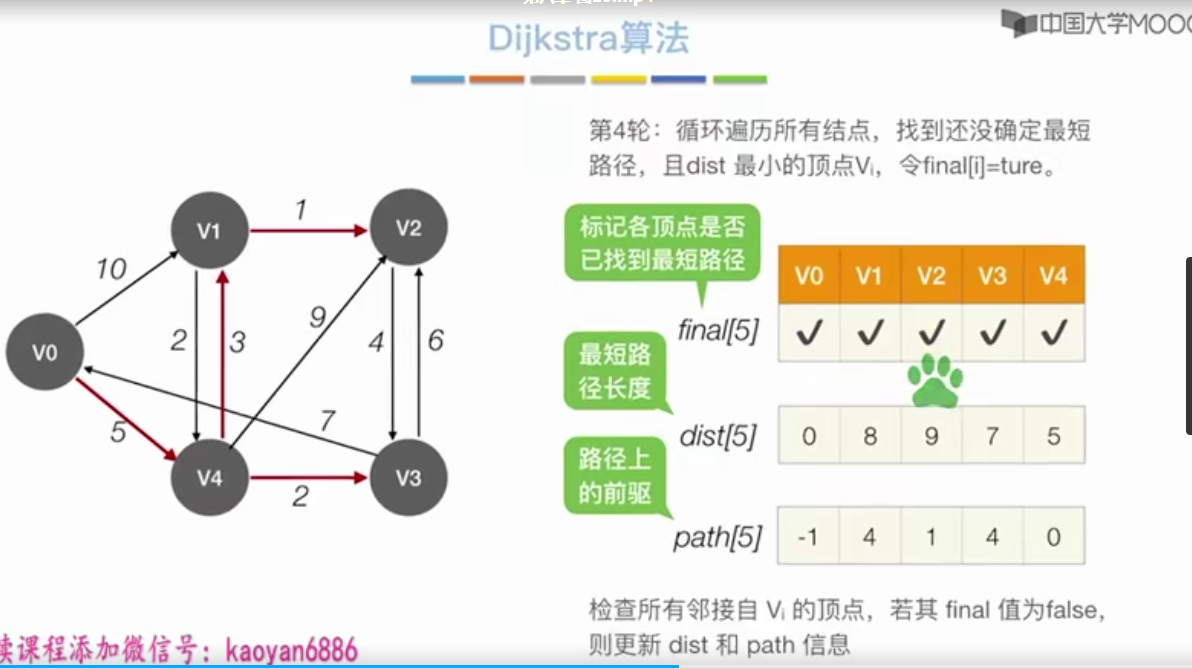 Dijkstra算法
中国大学MOOC
第4轮：循环遍历所有结点，找到还没确定最短
路径，且dist 最小的顶点Vᵢ，令final[i]=ture。
标记各顶点是否
已找到最短路径
V0 V1 V2 V3 V4
final[5] ✔ ✔ ✔ ✔ ✔
最短路
径长度
dist[5] 0 8 9 7 5
路径上
的前驱
path[5] -1 4 1 4 0
检查所有邻接自 Vᵢ 的顶点，若其 final 值为false，
则更新 dist 和 path 信息
V1
1
V2
10
2
3
9
4
6
V0
5
7
V4
2
V3
课程添加微信号：kaoyan6886